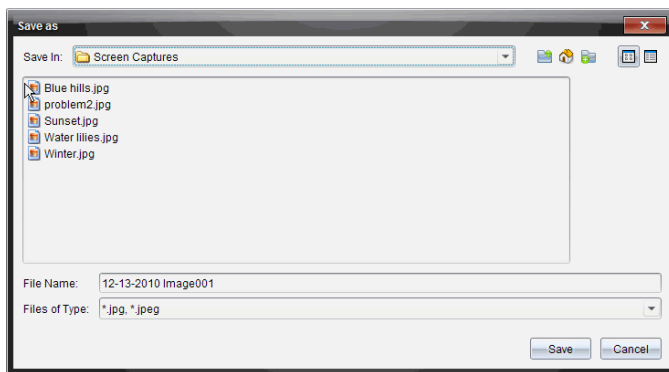 Save as
Save In: Screen Captures
Blue hills.jpg
problem2.jpg
Sunset.jpg
Water lilies.jpg
Winter.jpg
File Name: 12-13-2010 Image001
Files of Type: *.jpg, *.jpeg
Save Cancel